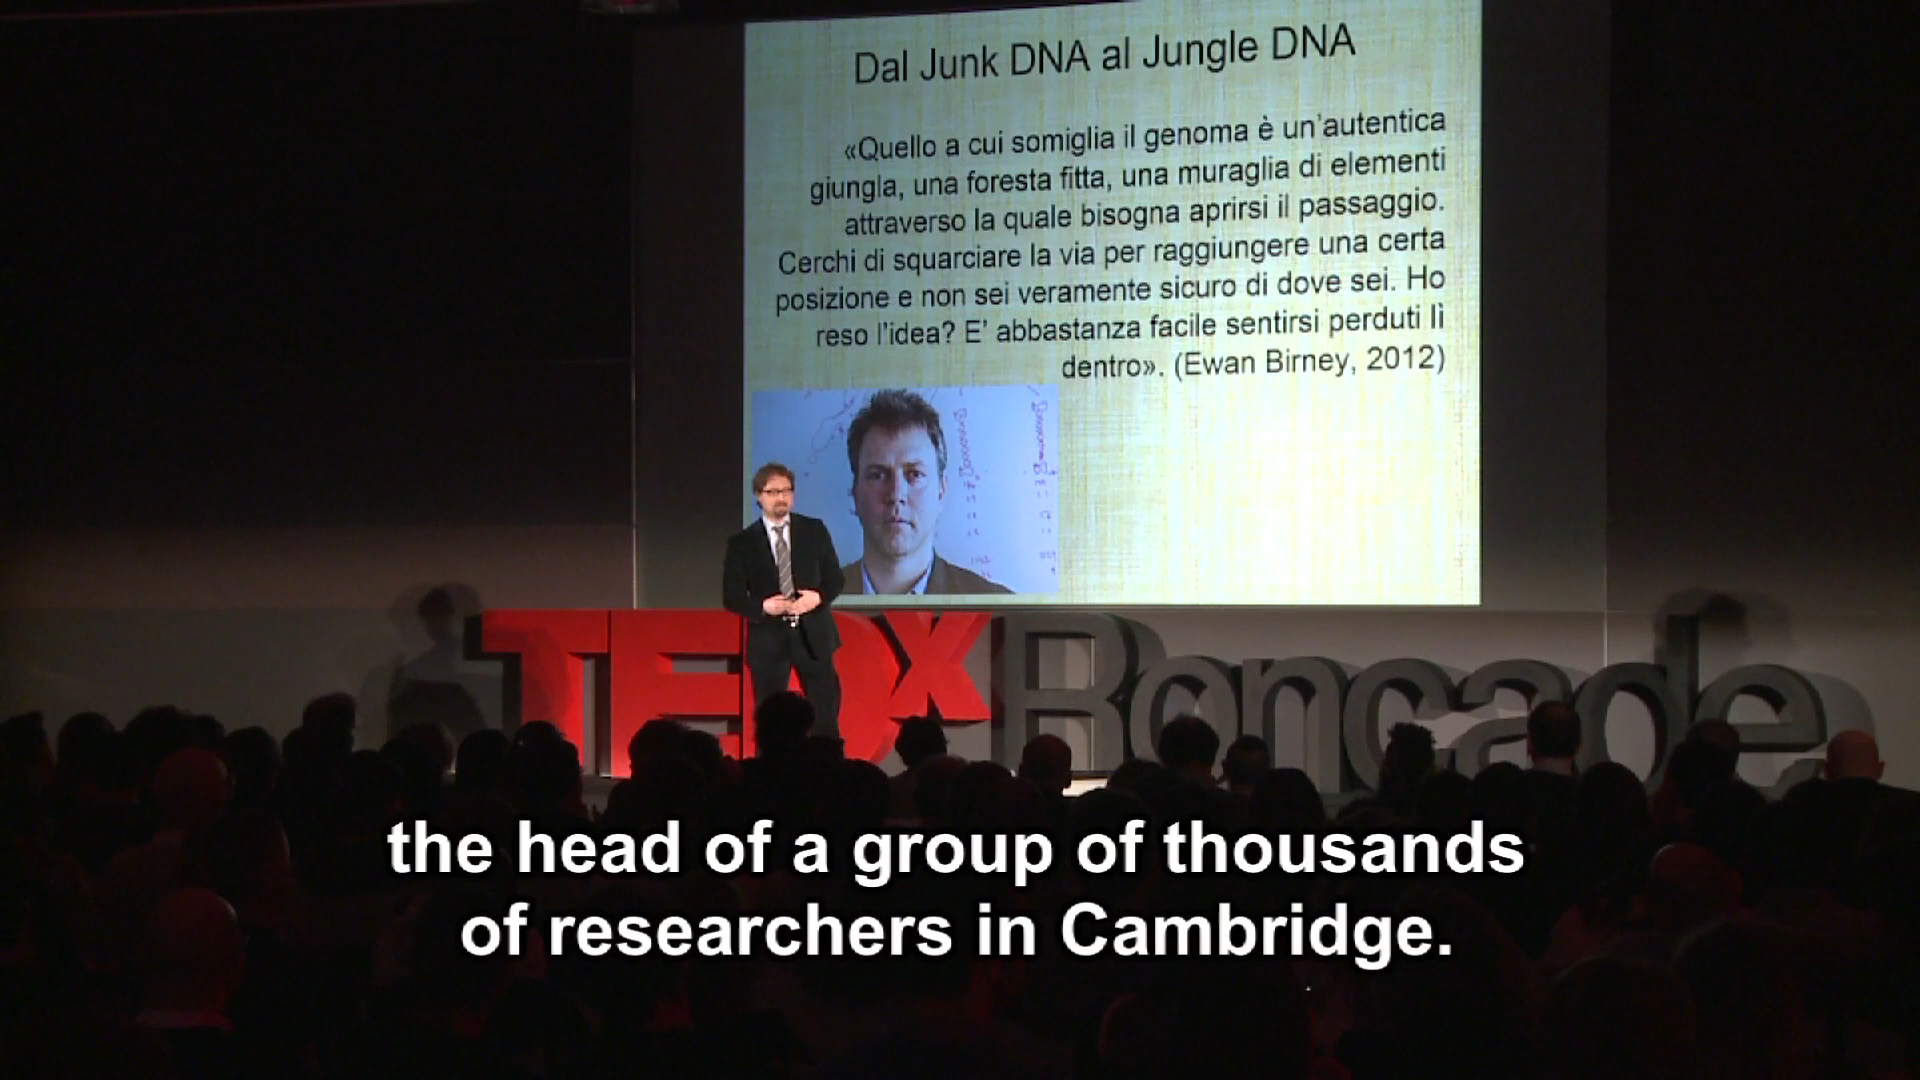 Dal Junk DNA al Jungle DNA
«Quello a cui somiglia il genoma è un'autentica
giungla, una foresta fitta, una muraglia di elementi
attraverso la quale bisogna aprirsi il passaggio.
Cerchi di squarciare la via per raggiungere una certa
posizione e non sei veramente sicuro di dove sei. Ho
reso l'idea? E' abbastanza facile sentirsi perduti lì
dentro». (Ewan Birney, 2012)
TEDxRoncade
the head of a group of thousands
of researchers in Cambridge.